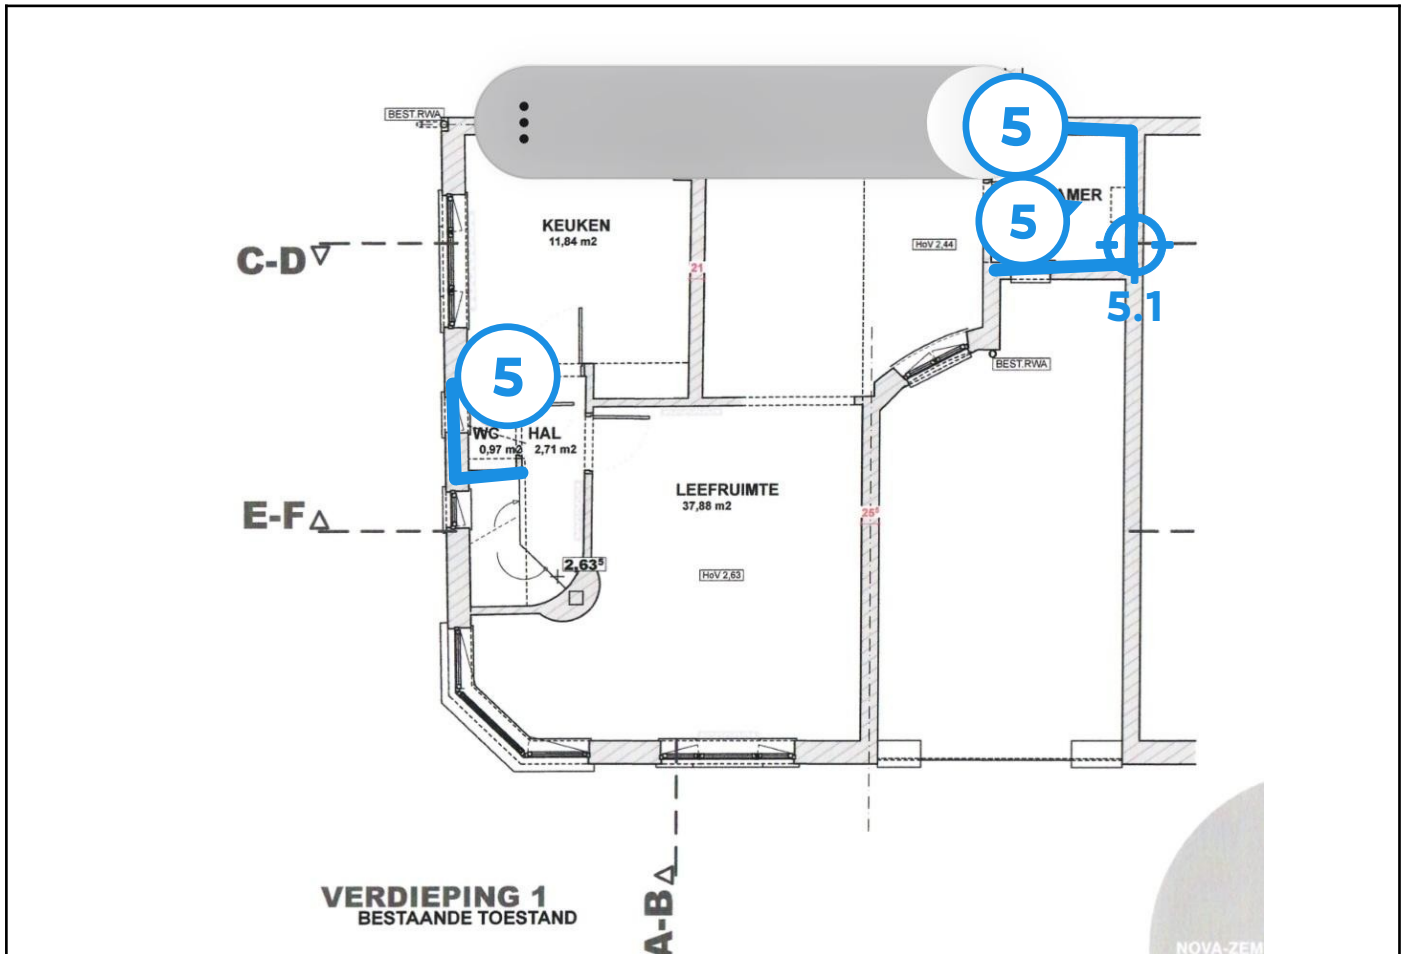 BEST.RWA
5
5
AMER
KEUKEN
11,84 m2
HoV 2,44
C-D
21
5.1
BEST.RWA
5
WC HAL
0,97 m2 2,71 m2
LEEFRUIMTE
37,88 m2
E-F
25⁵
2,63⁵
HoV 2,63
VERDIEPING 1
BESTAANDE TOESTAND
A-B
NOVA-ZEM